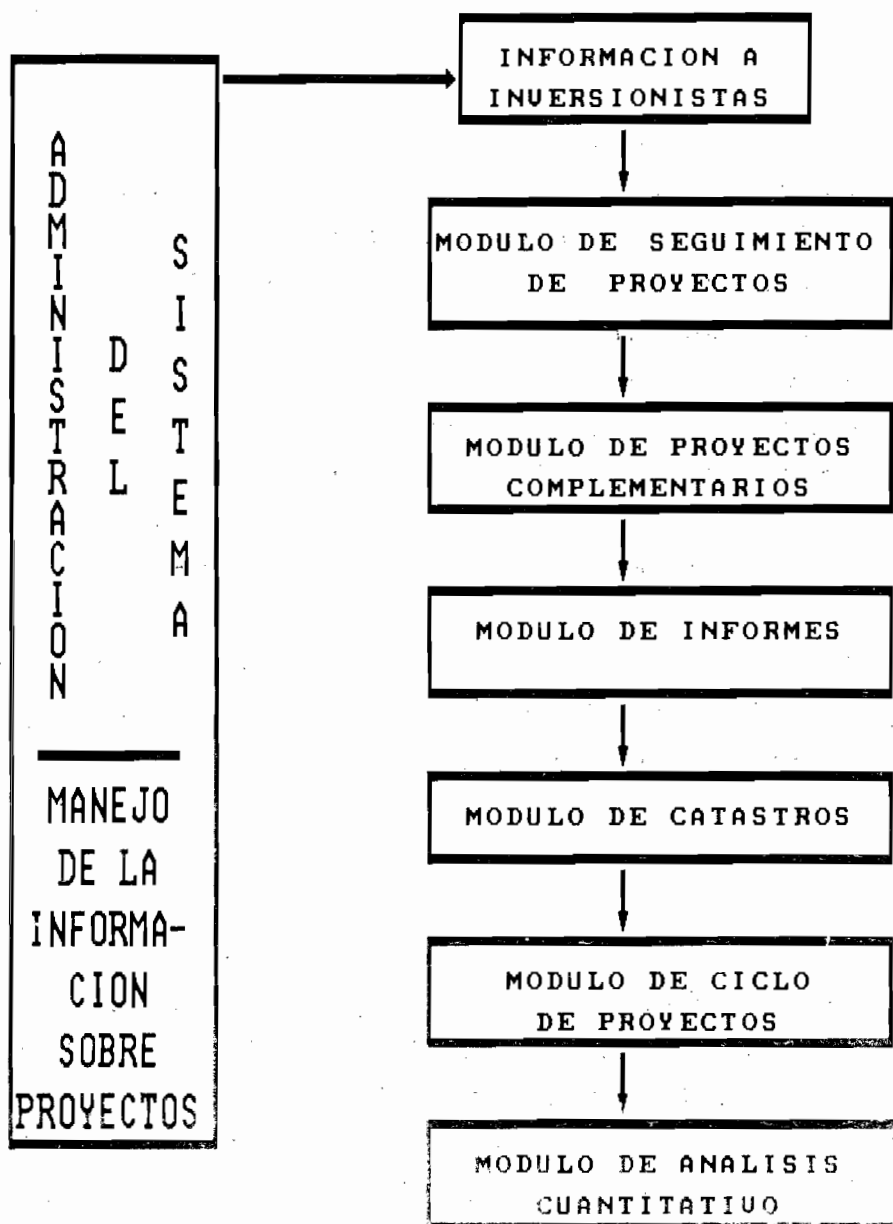 ADMINISTRACION
DEL
SISTEMA
MANEJO
DE LA
INFORMA-
CION
SOBRE
PROYECTOS
INFORMACION A
INVERSIONISTAS
MODULO DE SEGUIMIENTO
DE PROYECTOS
MODULO DE PROYECTOS
COMPLEMENTARIOS
MODULO DE INFORMES
MODULO DE CATASTROS
MODULO DE CICLO
DE PROYECTOS
MODULO DE ANALISIS
CUANTITATIVO